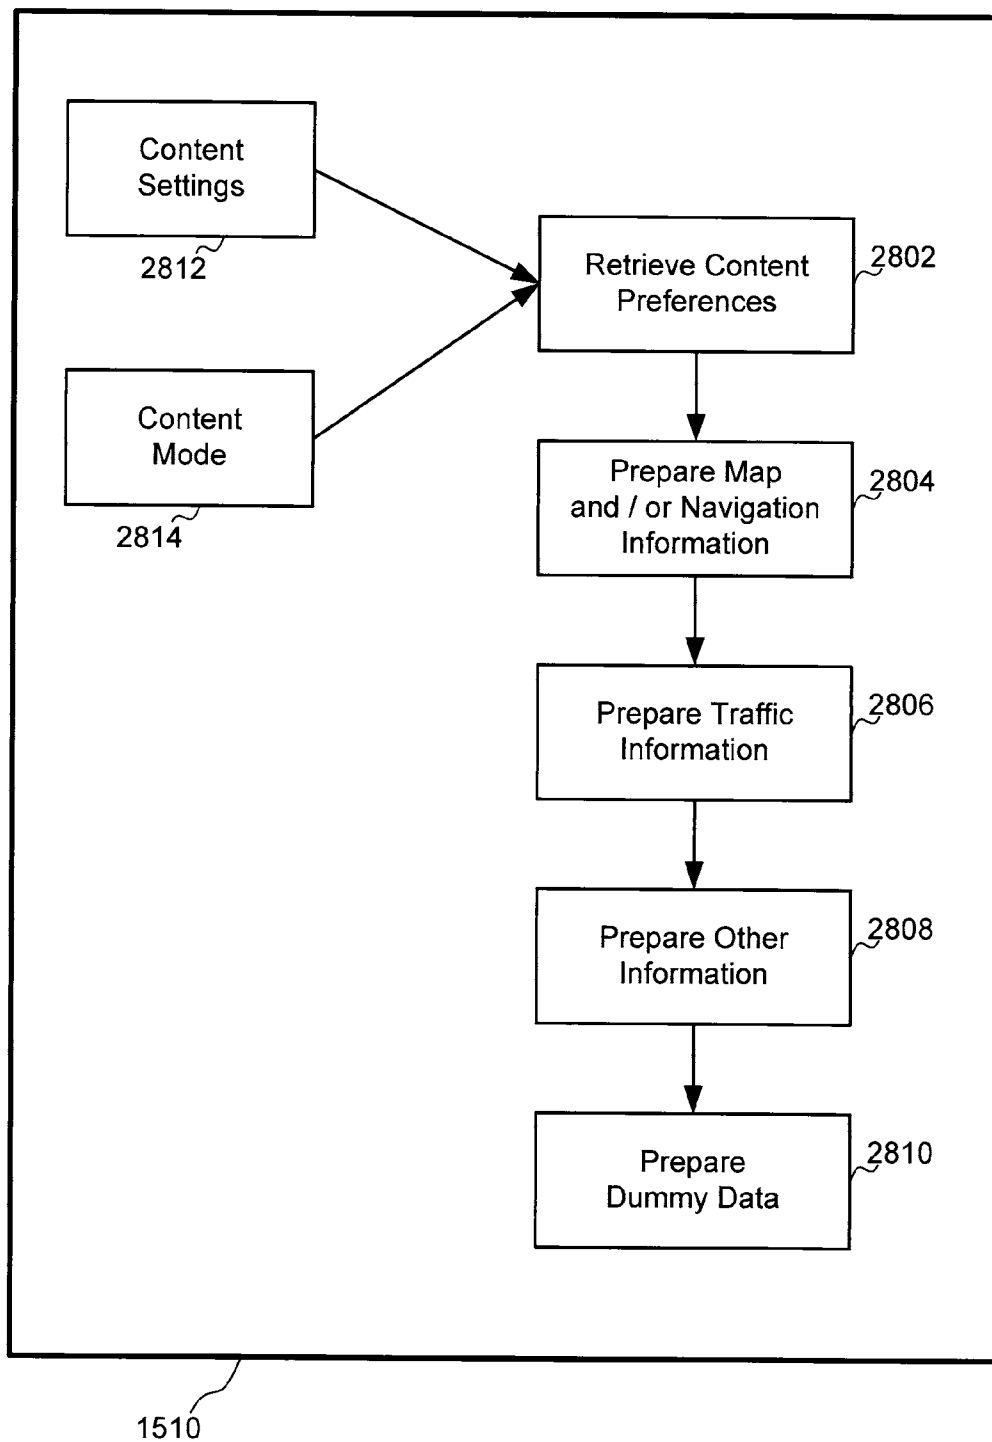 Content
Settings
2812
Retrieve Content
Preferences
2802
Content
Mode
2814
Prepare Map
and / or Navigation
Information
2804
Prepare Traffic
Information
2806
Prepare Other
Information
2808
Prepare
Dummy Data
2810
1510